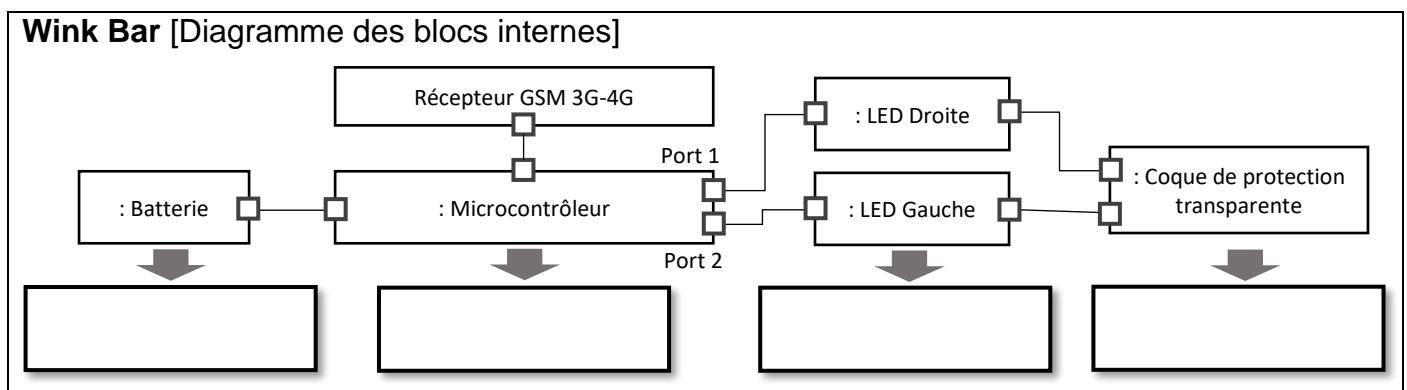 Wink Bar [Diagramme des blocs internes]
Récepteur GSM 3G-4G
: LED Droite
Port 1
: Coque de protection
transparente
: Batterie
: Microcontrôleur
: LED Gauche
Port 2